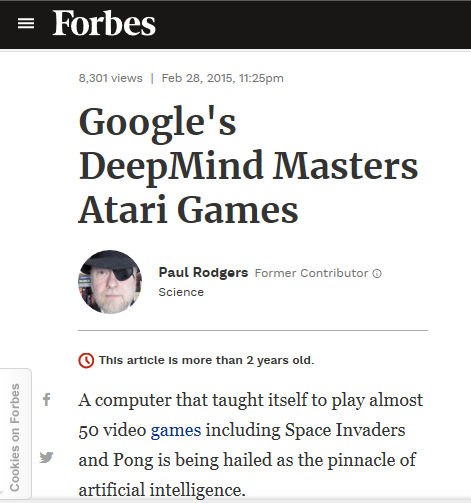 Forbes
8,301 views | Feb 28, 2015, 11:25pm
Google's
DeepMind Masters
Atari Games
Paul Rodgers Former Contributor
Science
This article is more than 2 years old.
A computer that taught itself to play almost
50 video games including Space Invaders
and Pong is being hailed as the pinnacle of
artificial intelligence.
Cookies on Forbes